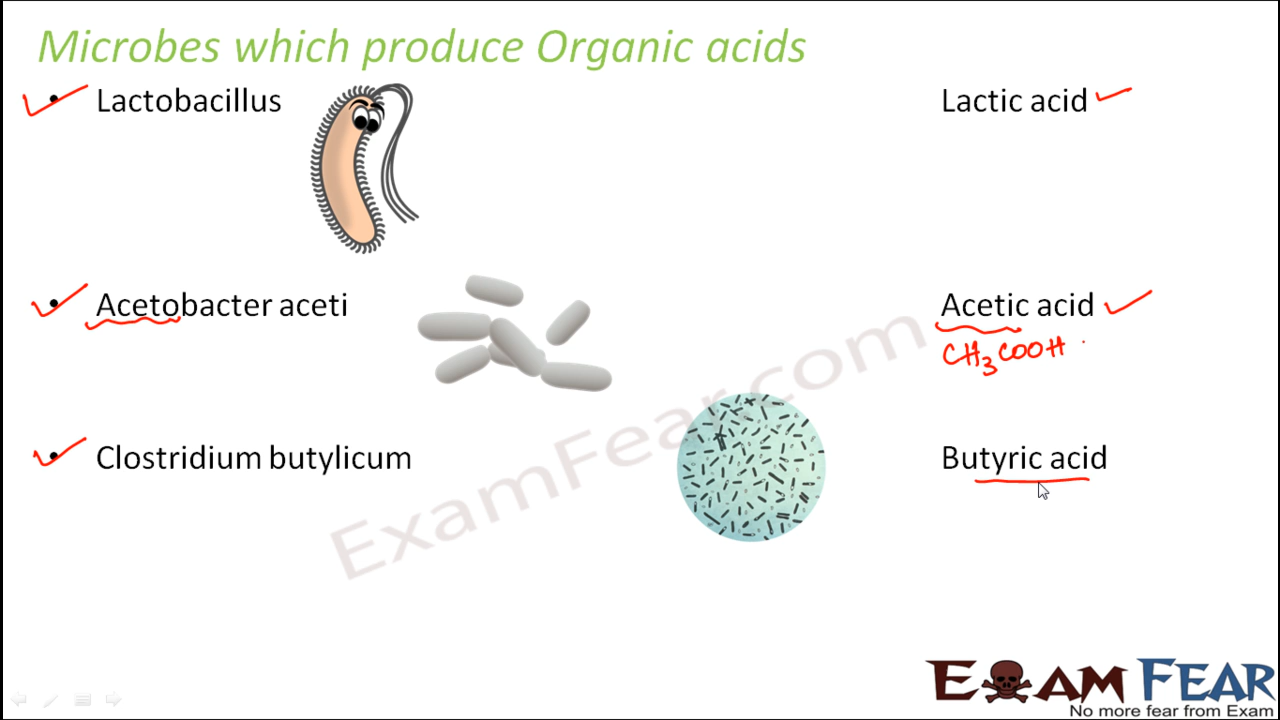 Microbes which produce Organic acids
• Lactobacillus Lactic acid
• Acetobacter aceti Acetic acid
CH3COOH
• Clostridium butylicum Butyric acid
ExamFear.com
EXAM FEAR
No more fear from Exam